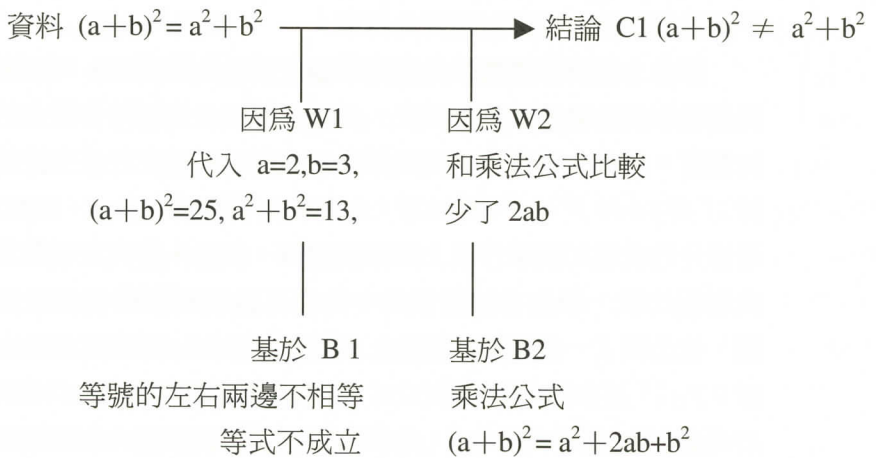 資料 (a+b)²= a²+b² 結論 C1 (a+b)² ≠ a²+b²
因爲 W1
代入 a=2,b=3,
(a+b)²=25, a²+b²=13,
因爲 W2
和乘法公式比較
少了 2ab
基於 B 1
等號的左右兩邊不相等
等式不成立
基於 B2
乘法公式
(a+b)²= a²+2ab+b²